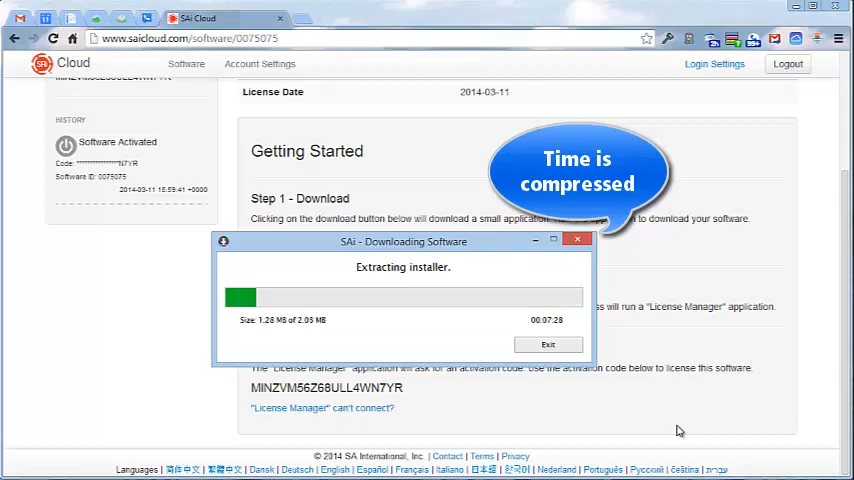 SAi Cloud
www.saicloud.com/software/0075075
SAi Cloud Software Account Settings Login Settings Logout
License Date 2014-03-11
HISTORY
Software Activated
Code: ****************N7YR
Software ID: 0075075
2014-03-11 15:59:41 +0000
Getting Started
Step 1 - Download
Clicking on the download button below will download a small application.
to download your software.
Time is
compressed
SAi - Downloading Software
Extracting installer.
Size: 1.28 MB of 2.03 MB 00:07:28
Exit
will run a "License Manager" application.
The "License Manager" application will ask for an activation code. Use the activation code below to license this software.
MINZVM56Z68ULL4WN7YR
"License Manager" can't connect?
© 2014 SA International, Inc. | Contact | Terms | Privacy
Languages | 简体中文 | 繁體中文 | Dansk | Deutsch | English | Español | Français | Italiano | 日本語 | 한국어 | Nederland | Português | Русский | čeština | עברית